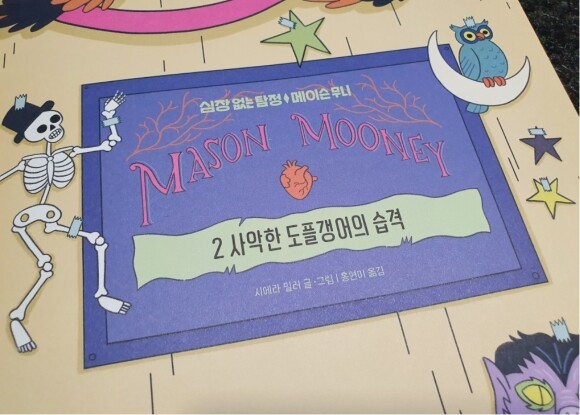 심장 없는 탐정♦메이슨 무니
MASON MOONEY
2 사악한 도플갱어의 습격
시에라 밀러 글·그림 | 홍연미 옮김